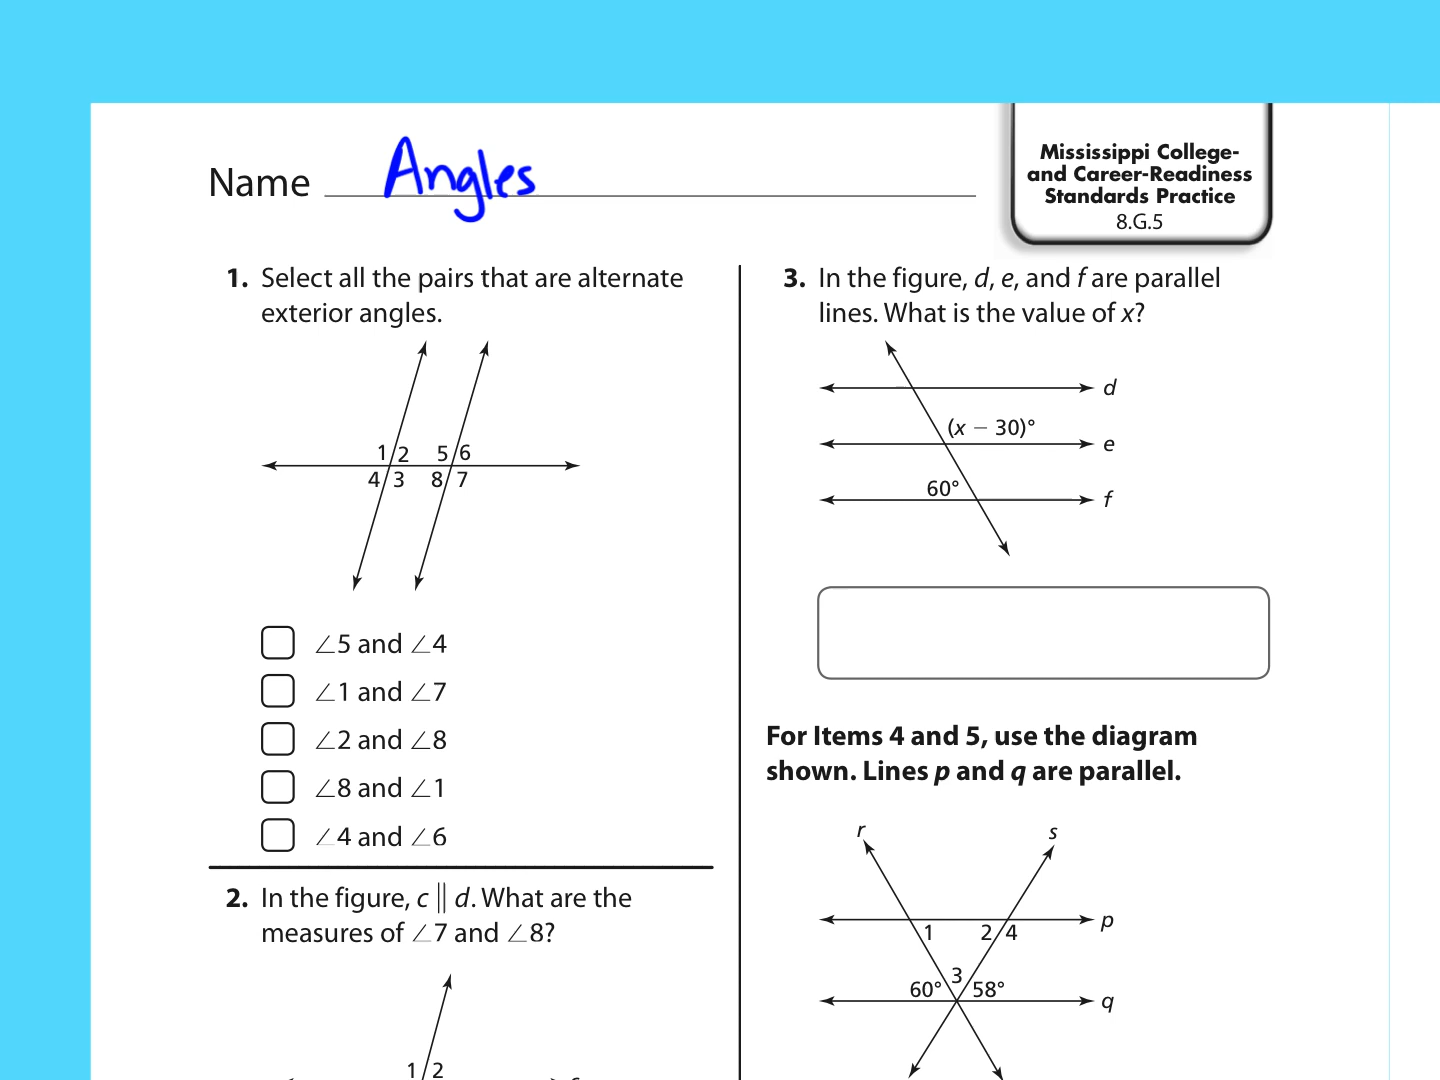 Name Angles
Mississippi College-
and Career-Readiness
Standards Practice
8.G.5
1. Select all the pairs that are alternate
exterior angles.
1 2 5 6
4 3 8 7
∠5 and ∠4
∠1 and ∠7
∠2 and ∠8
∠8 and ∠1
∠4 and ∠6
2. In the figure, c || d. What are the
measures of ∠7 and ∠8?
1 2
3. In the figure, d, e, and f are parallel
lines. What is the value of x?
d
(x − 30)°
e
60°
f
For Items 4 and 5, use the diagram
shown. Lines p and q are parallel.
r s
p
1 2 4
3
60° 58°
q